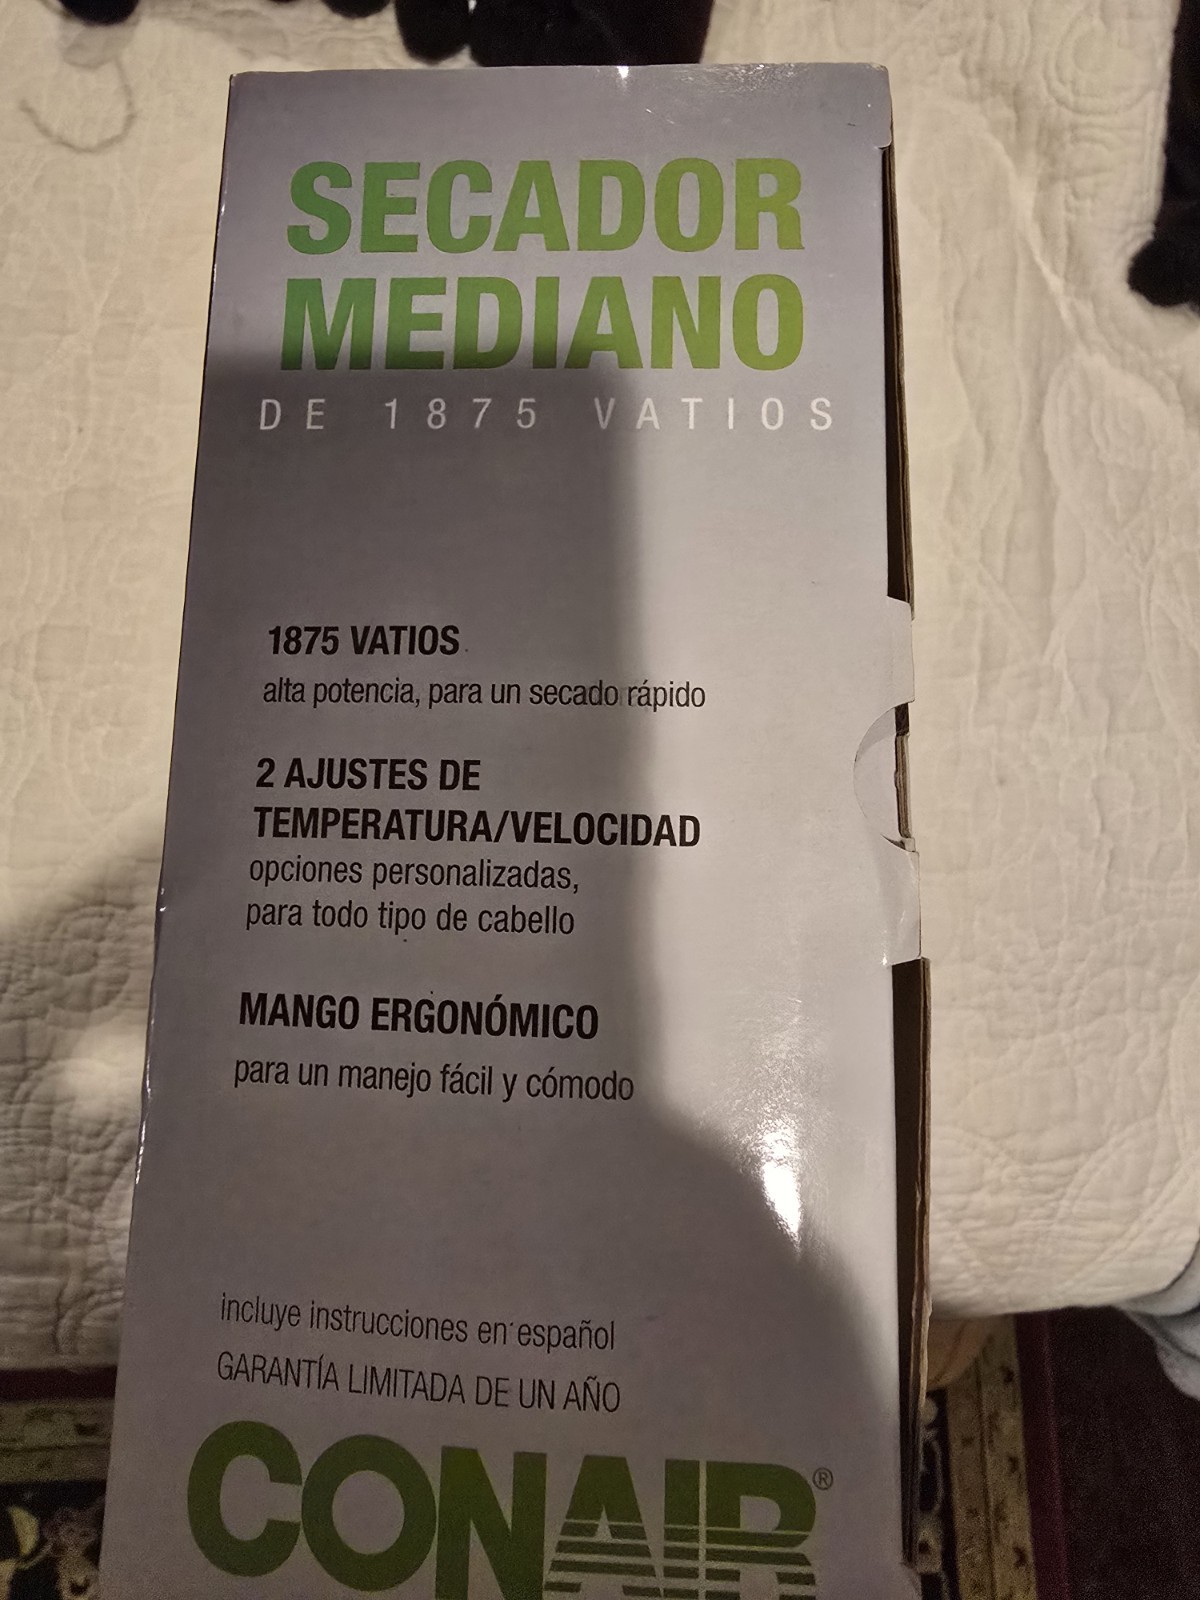 SECADOR
MEDIANO
DE 1875 VATIOS
1875 VATIOS
alta potencia, para un secado rápido
2 AJUSTES DE
TEMPERATURA/VELOCIDAD
opciones personalizadas,
para todo tipo de cabello
MANGO ERGONÓMICO
para un manejo fácil y cómodo
incluye instrucciones en español
GARANTÍA LIMITADA DE UN AÑO
CONAIR®